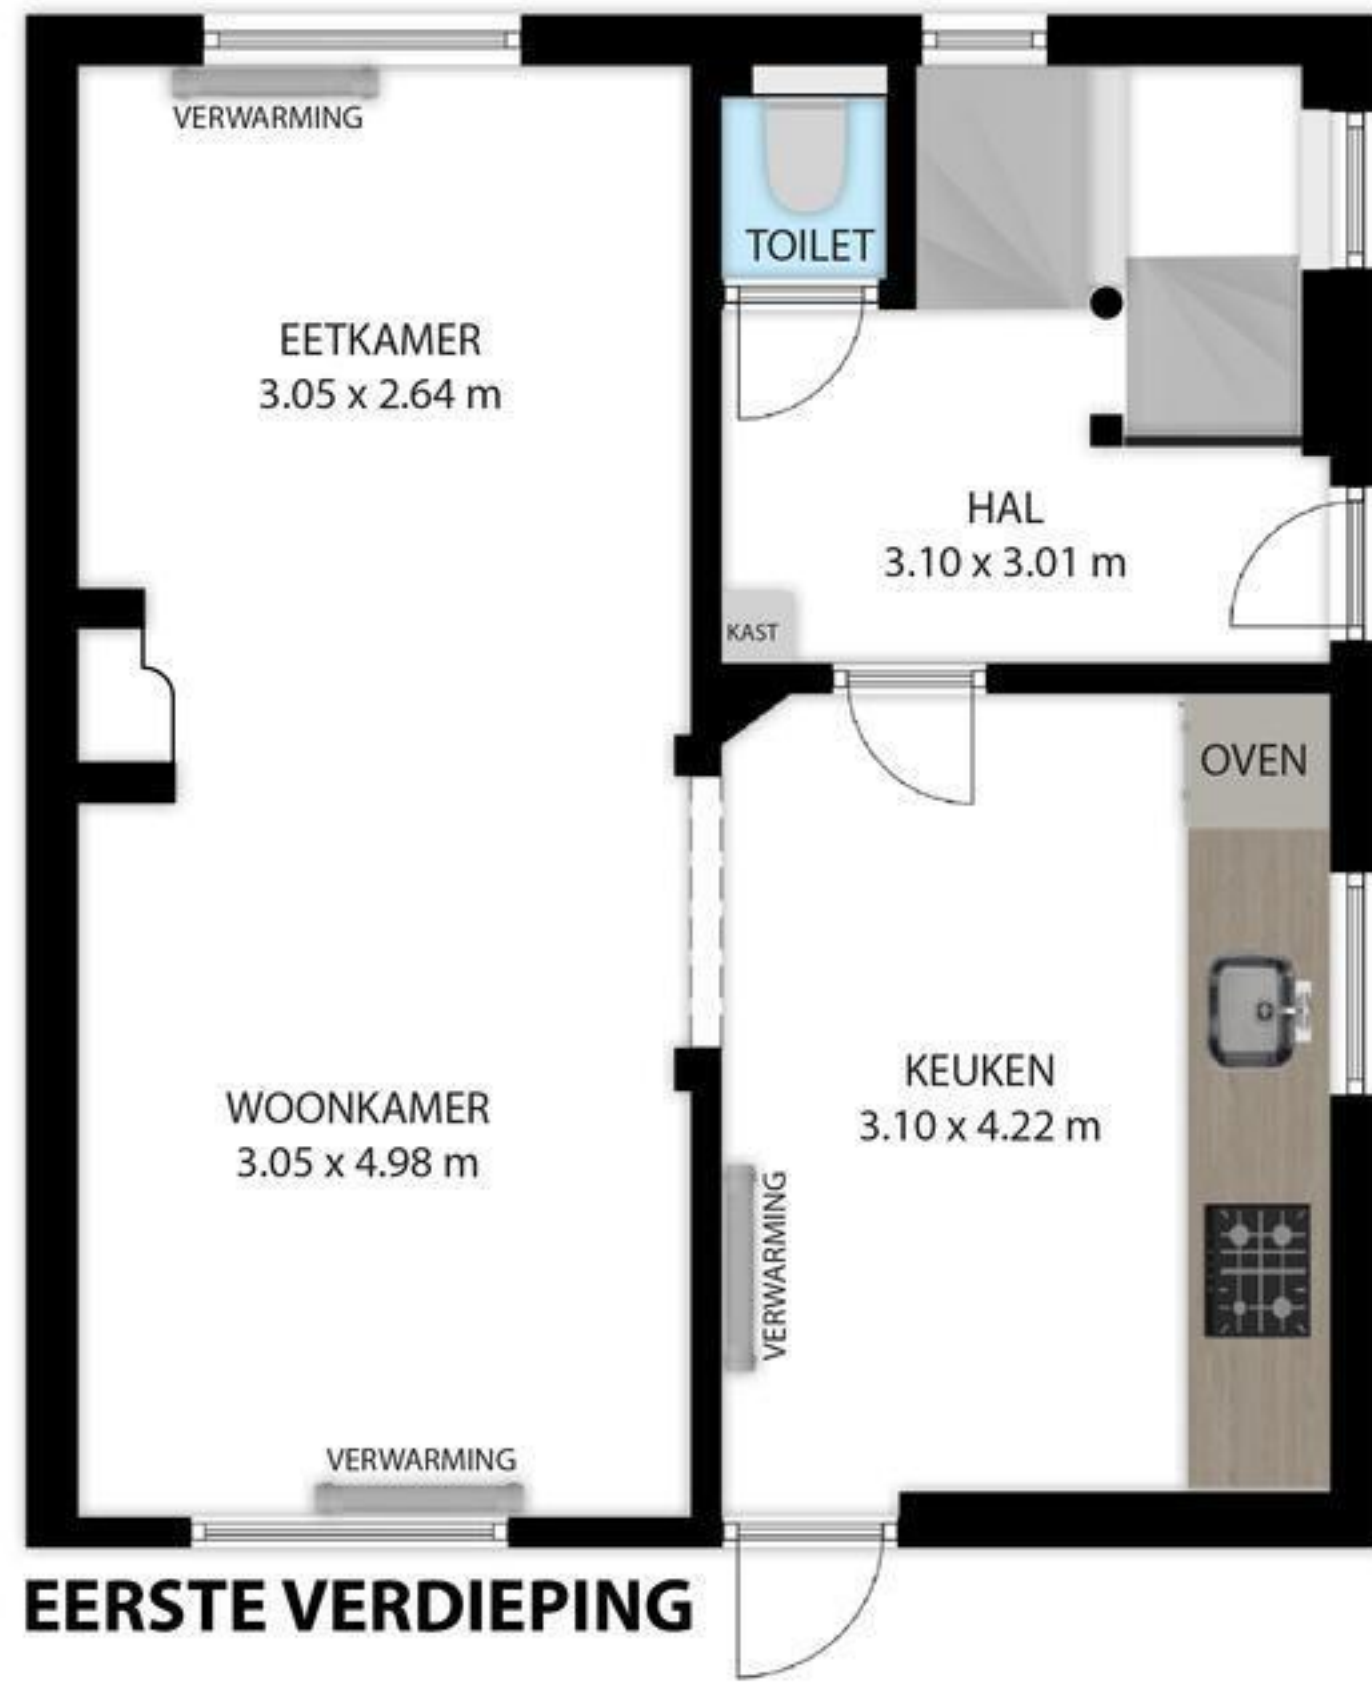 VERWARMING
TOILET
EETKAMER
3.05 x 2.64 m
HAL
3.10 x 3.01 m
KAST
OVEN
KEUKEN
3.10 x 4.22 m
WOONKAMER
3.05 x 4.98 m
VERWARMING
VERWARMING
EERSTE VERDIEPING